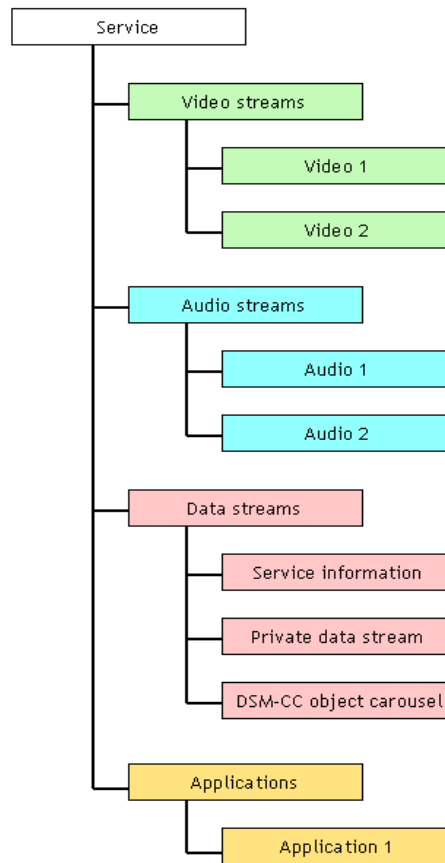 Service
Video streams
Video 1
Video 2
Audio streams
Audio 1
Audio 2
Data streams
Service information
Private data stream
DSM-CC object carousel
Applications
Application 1